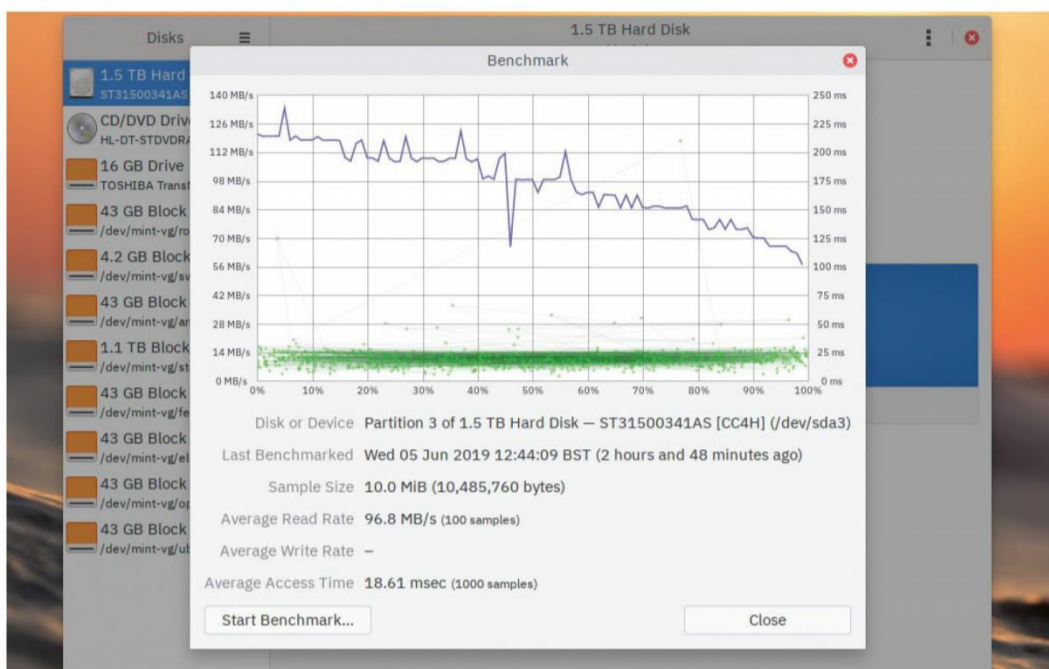 Disks
1.5 TB Hard Disk
1.5 TB Hard
ST31500341AS
CD/DVD Driv
HL-DT-STDVDRA
16 GB Drive
TOSHIBA Trans
43 GB Block
/dev/mint-vg/ro
4.2 GB Block
/dev/mint-vg/sw
43 GB Block
/dev/mint-vg/ar
1.1 TB Block
/dev/mint-vg/st
43 GB Block
/dev/mint-vg/fe
43 GB Block
/dev/mint-vg/el
43 GB Block
/dev/mint-vg/op
43 GB Block
/dev/mint-vg/ub
Benchmark
140 MB/s
126 MB/s
112 MB/s
98 MB/s
84 MB/s
70 MB/s
56 MB/s
42 MB/s
28 MB/s
14 MB/s
0 MB/s
250 ms
225 ms
200 ms
175 ms
150 ms
125 ms
100 ms
75 ms
50 ms
25 ms
0 ms
0% 10% 20% 30% 40% 50% 60% 70% 80% 90% 100%
Disk or Device Partition 3 of 1.5 TB Hard Disk — ST31500341AS [CC4H] (/dev/sda3)
Last Benchmarked Wed 05 Jun 2019 12:44:09 BST (2 hours and 48 minutes ago)
Sample Size 10.0 MiB (10,485,760 bytes)
Average Read Rate 96.8 MB/s (100 samples)
Average Write Rate –
Average Access Time 18.61 msec (1000 samples)
Start Benchmark... Close